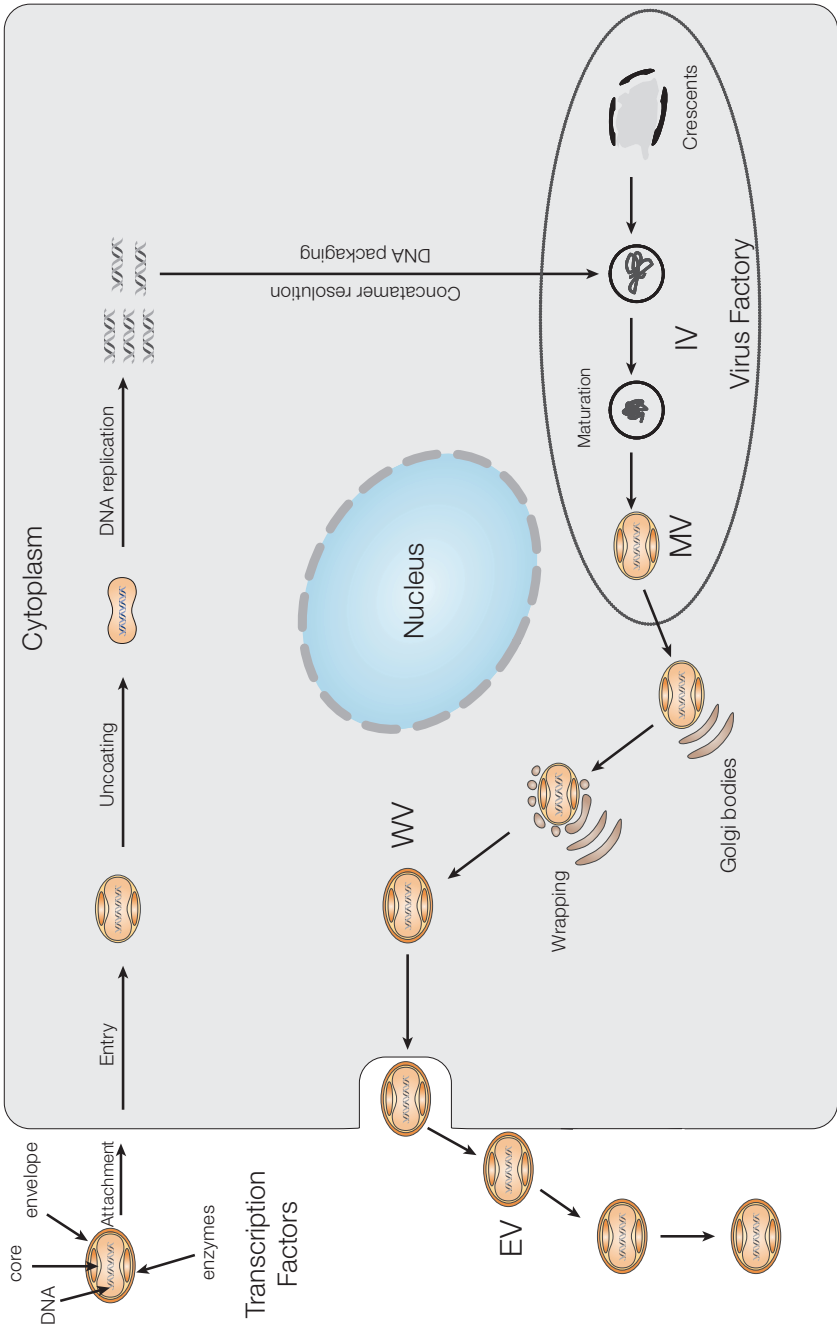 Cytoplasm
core
envelope
DNA
Attachment
enzymes
Transcription
Factors
Entry
Uncoating
DNA replication
Concatamer resolution
DNA packaging
Nucleus
Crescents
IV
Maturation
MV
Virus Factory
Golgi bodies
Wrapping
WV
EV